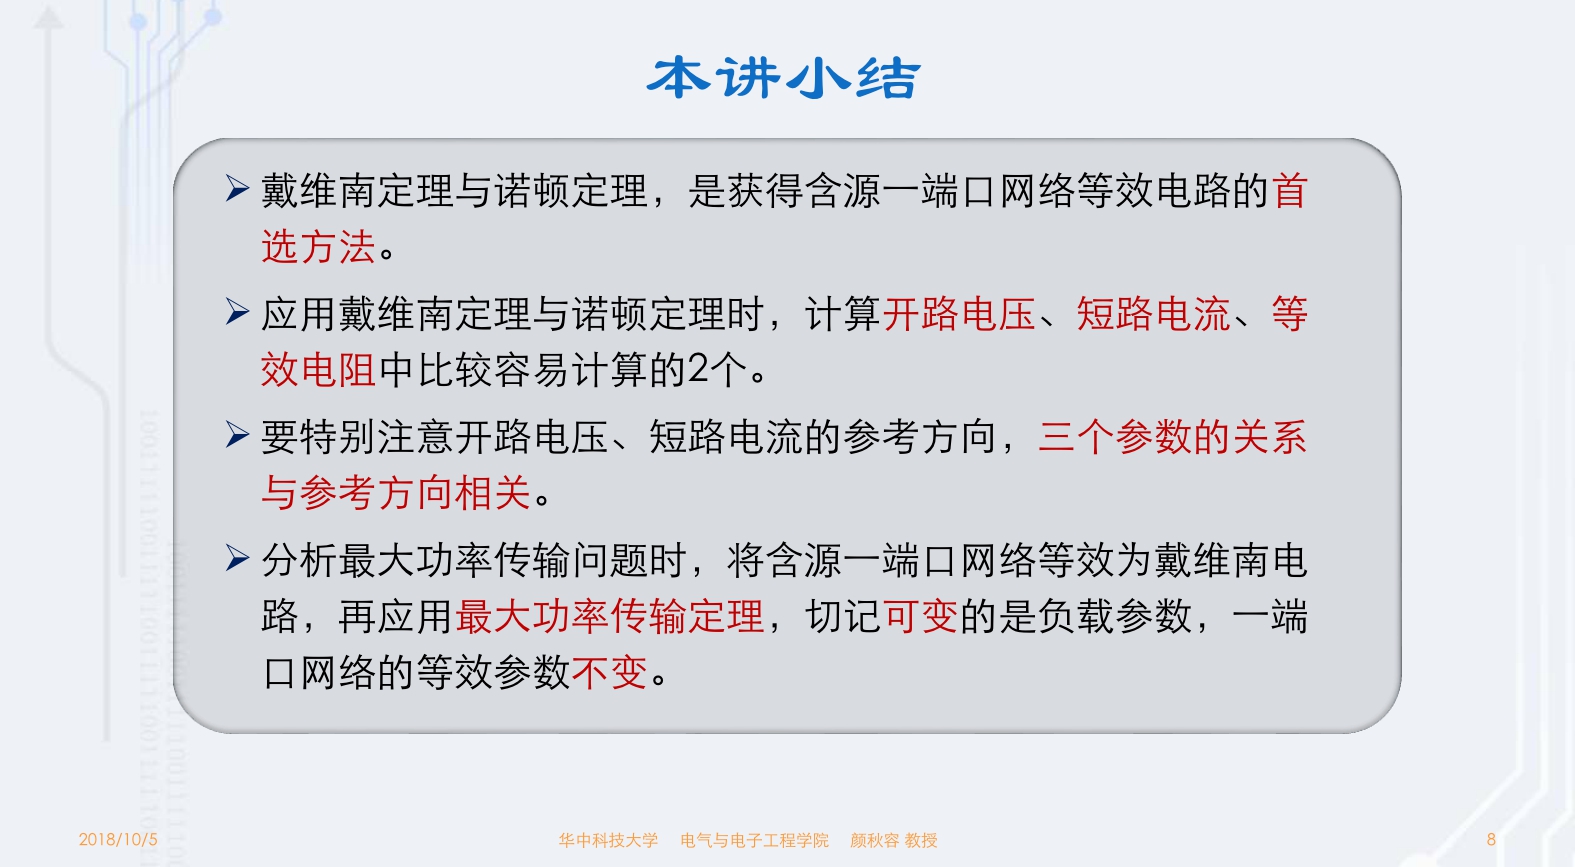 本讲小结
戴维南定理与诺顿定理，是获得含源一端口网络等效电路的首
选方法。
应用戴维南定理与诺顿定理时，计算开路电压、短路电流、等
效电阻中比较容易计算的2个。
要特别注意开路电压、短路电流的参考方向，三个参数的关系
与参考方向相关。
分析最大功率传输问题时，将含源一端口网络等效为戴维南电
路，再应用最大功率传输定理，切记可变的是负载参数，一端
口网络的等效参数不变。
2018/10/5 华中科技大学 电气与电子工程学院 颜秋容 教授 8